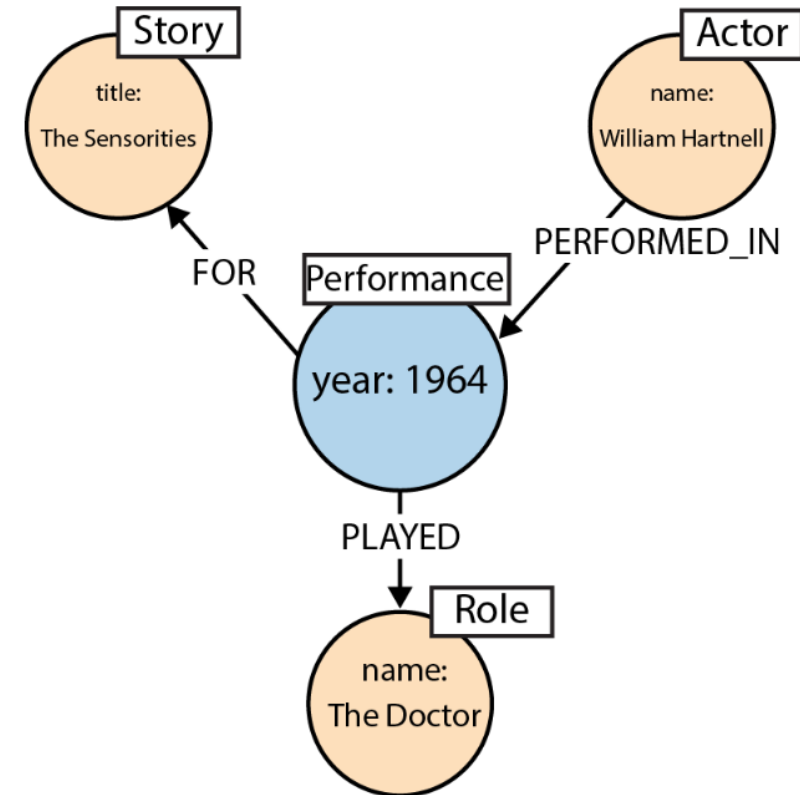 Story
title:
The Sensorities
Actor
name:
William Hartnell
FOR
PERFORMED_IN
Performance
year: 1964
PLAYED
Role
name:
The Doctor